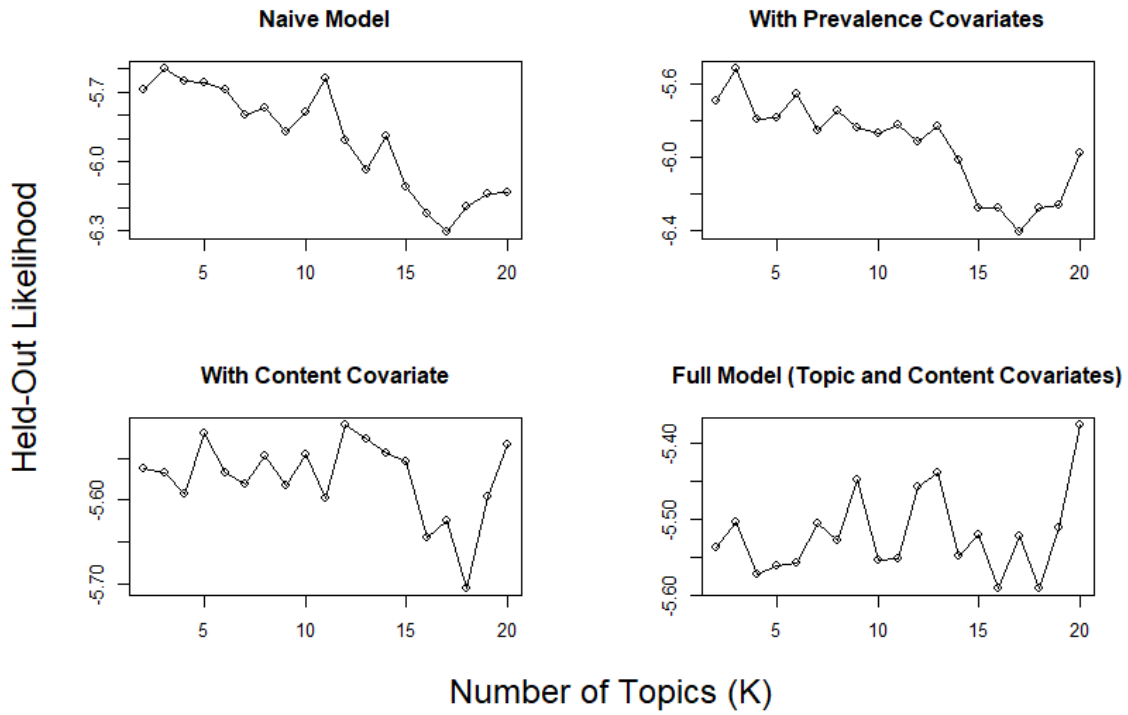 Naive Model
With Prevalence Covariates
-5.7
-6.0
-6.3
5 10 15 20
-5.6
-6.0
-6.4
5 10 15 20
Held-Out Likelihood
With Content Covariate
Full Model (Topic and Content Covariates)
-5.60
-5.70
5 10 15 20
-5.40
-5.50
-5.60
5 10 15 20
Number of Topics (K)